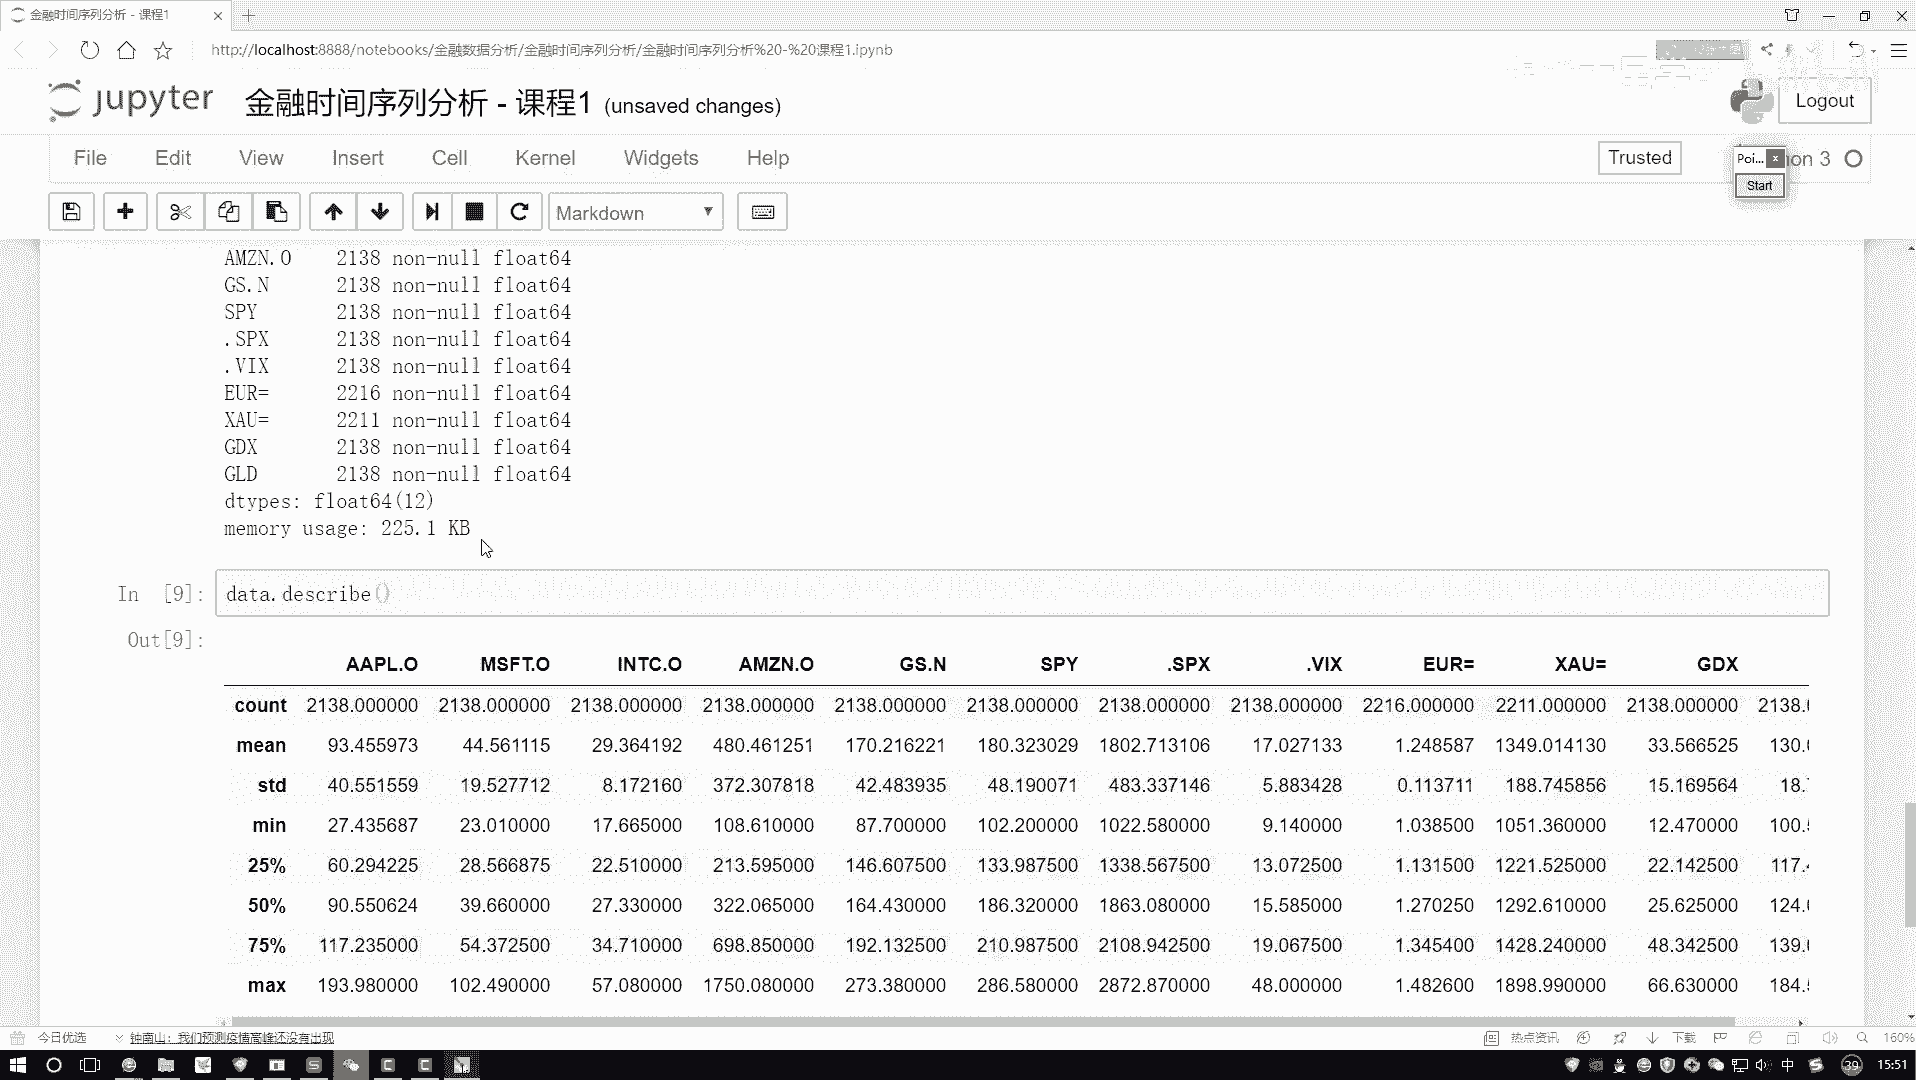 金融时间序列分析 - 课程1
http://localhost:8888/notebooks/金融数据分析/金融时间序列分析/金融时间序列分析%20-%20课程1.ipynb
jupyter 金融时间序列分析 - 课程1 (unsaved changes)
Logout
File Edit View Insert Cell Kernel Widgets Help
Trusted
on 3
Poi... x
Start
Markdown
AMZN.O 2138 non-null float64
GS.N 2138 non-null float64
SPY 2138 non-null float64
.SPX 2138 non-null float64
.VIX 2138 non-null float64
EUR= 2216 non-null float64
XAU= 2211 non-null float64
GDX 2138 non-null float64
GLD 2138 non-null float64
dtypes: float64(12)
memory usage: 225.1 KB
In [9]: data.describe()
Out[9]:
AAPL.O MSFT.O INTC.O AMZN.O GS.N SPY .SPX .VIX EUR= XAU= GDX
count 2138.000000 2138.000000 2138.000000 2138.000000 2138.000000 2138.000000 2138.000000 2138.000000 2216.000000 2211.000000 2138.000000 2138.
mean 93.455973 44.561115 29.364192 480.461251 170.216221 180.323029 1802.713106 17.027133 1.248587 1349.014130 33.566525 130.
std 40.551559 19.527712 8.172160 372.307818 42.483935 48.190071 483.337146 5.883428 0.113711 188.745856 15.169564 18.
min 27.435687 23.010000 17.665000 108.610000 87.700000 102.200000 1022.580000 9.140000 1.038500 1051.360000 12.470000 100.
25% 60.294225 28.566875 22.510000 213.595000 146.607500 133.987500 1338.567500 13.072500 1.131500 1221.525000 22.142500 117.
50% 90.550624 39.660000 27.330000 322.065000 164.430000 186.320000 1863.080000 15.585000 1.270250 1292.610000 25.625000 124.
75% 117.235000 54.372500 34.710000 698.850000 192.132500 210.987500 2108.942500 19.067500 1.345400 1428.240000 48.342500 139.
max 193.980000 102.490000 57.080000 1750.080000 273.380000 286.580000 2872.870000 48.000000 1.482600 1898.990000 66.630000 184.
今日优选 钟南山：我们预测疫情高峰还没有出现 热点资讯 下载 160%
中 39 15:51